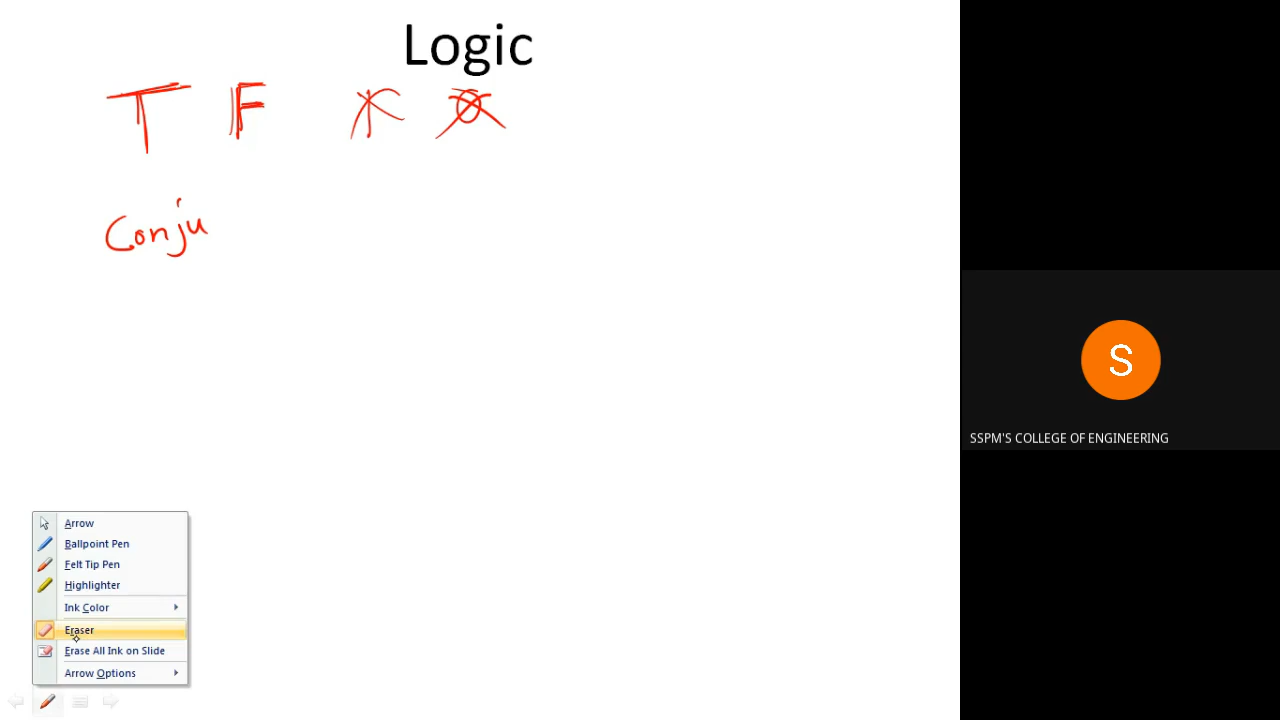 Logic
T F
Conju
S
SSPM'S COLLEGE OF ENGINEERING
Arrow
Ballpoint Pen
Felt Tip Pen
Highlighter
Ink Color
Eraser
Erase All Ink on Slide
Arrow Options